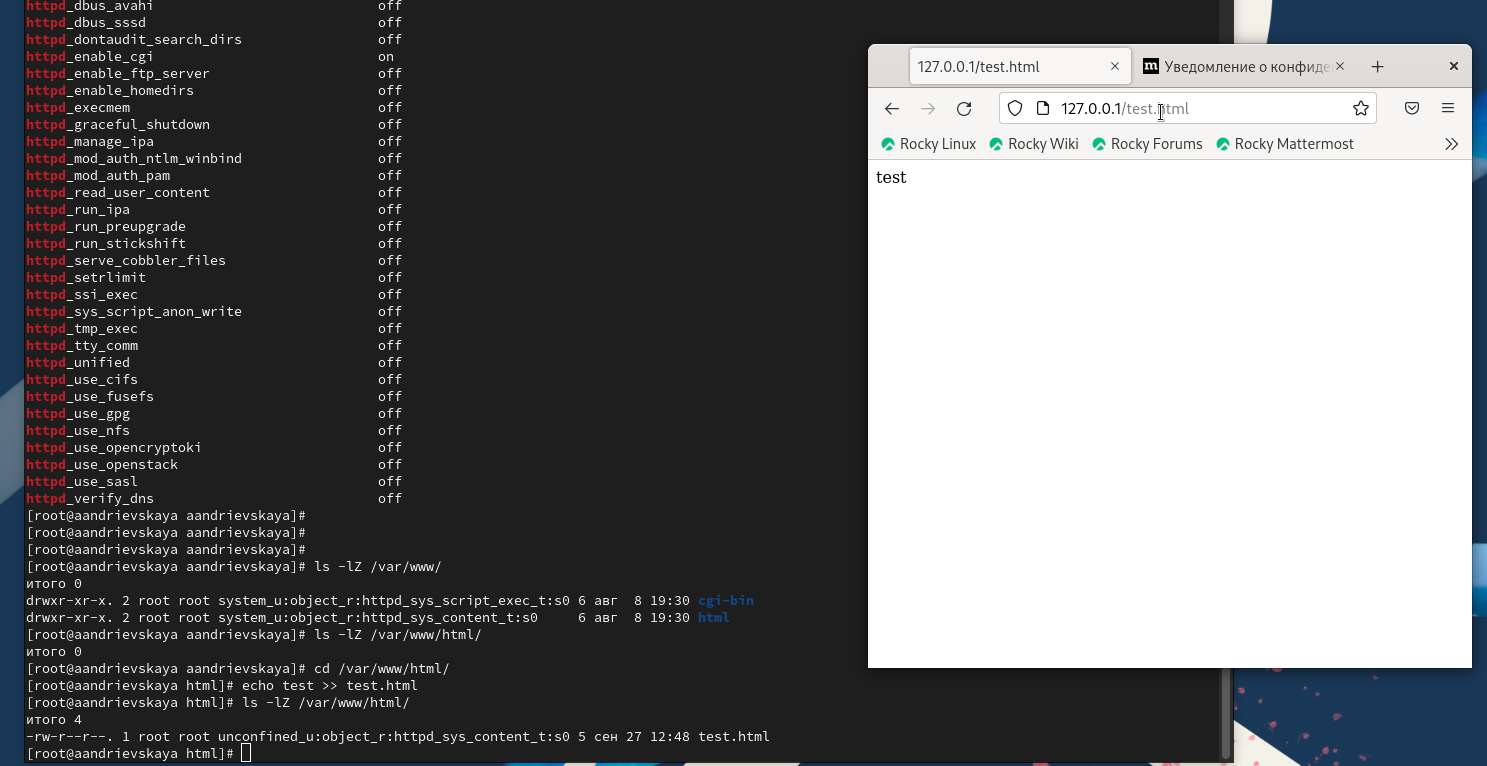 httpd_dbus_avahi off
httpd_dbus_sssd off
httpd_dontaudit_search_dirs off
httpd_enable_cgi on
httpd_enable_ftp_server off
httpd_enable_homedirs off
httpd_execmem off
httpd_graceful_shutdown off
httpd_manage_ipa off
httpd_mod_auth_ntlm_winbind off
httpd_mod_auth_pam off
httpd_read_user_content off
httpd_run_ipa off
httpd_run_preupgrade off
httpd_run_stickshift off
httpd_serve_cobbler_files off
httpd_setrlimit off
httpd_ssi_exec off
httpd_sys_script_anon_write off
httpd_tmp_exec off
httpd_tty_comm off
httpd_unified off
httpd_use_cifs off
httpd_use_fusefs off
httpd_use_gpg off
httpd_use_nfs off
httpd_use_opencryptoki off
httpd_use_openstack off
httpd_use_sasl off
httpd_verify_dns off
[root@aandrievskaya aandrievskaya]#
[root@aandrievskaya aandrievskaya]#
[root@aandrievskaya aandrievskaya]#
[root@aandrievskaya aandrievskaya]# ls -lZ /var/www/
итого 0
drwxr-xr-x. 2 root root system_u:object_r:httpd_sys_script_exec_t:s0 6 авг  8 19:30 cgi-bin
drwxr-xr-x. 2 root root system_u:object_r:httpd_sys_content_t:s0     6 авг  8 19:30 html
[root@aandrievskaya aandrievskaya]# ls -lZ /var/www/html/
итого 0
[root@aandrievskaya aandrievskaya]# cd /var/www/html/
[root@aandrievskaya html]# echo test >> test.html
[root@aandrievskaya html]# ls -lZ /var/www/html/
итого 4
-rw-r--r--. 1 root root unconfined_u:object_r:httpd_sys_content_t:s0 5 сен 27 12:48 test.html
[root@aandrievskaya html]#
127.0.0.1/test.html
m Уведомление о конфиде
127.0.0.1/test.html
Rocky Linux Rocky Wiki Rocky Forums Rocky Mattermost
test